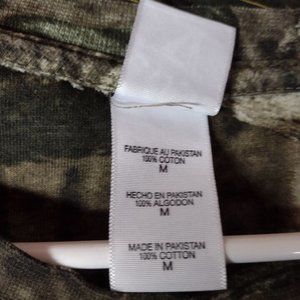 FABRIQUE AU PAKISTAN
100% COTON
M
HECHO EN PAKISTAN
100% ALGODON
M
MADE IN PAKISTAN
100% COTTON
M